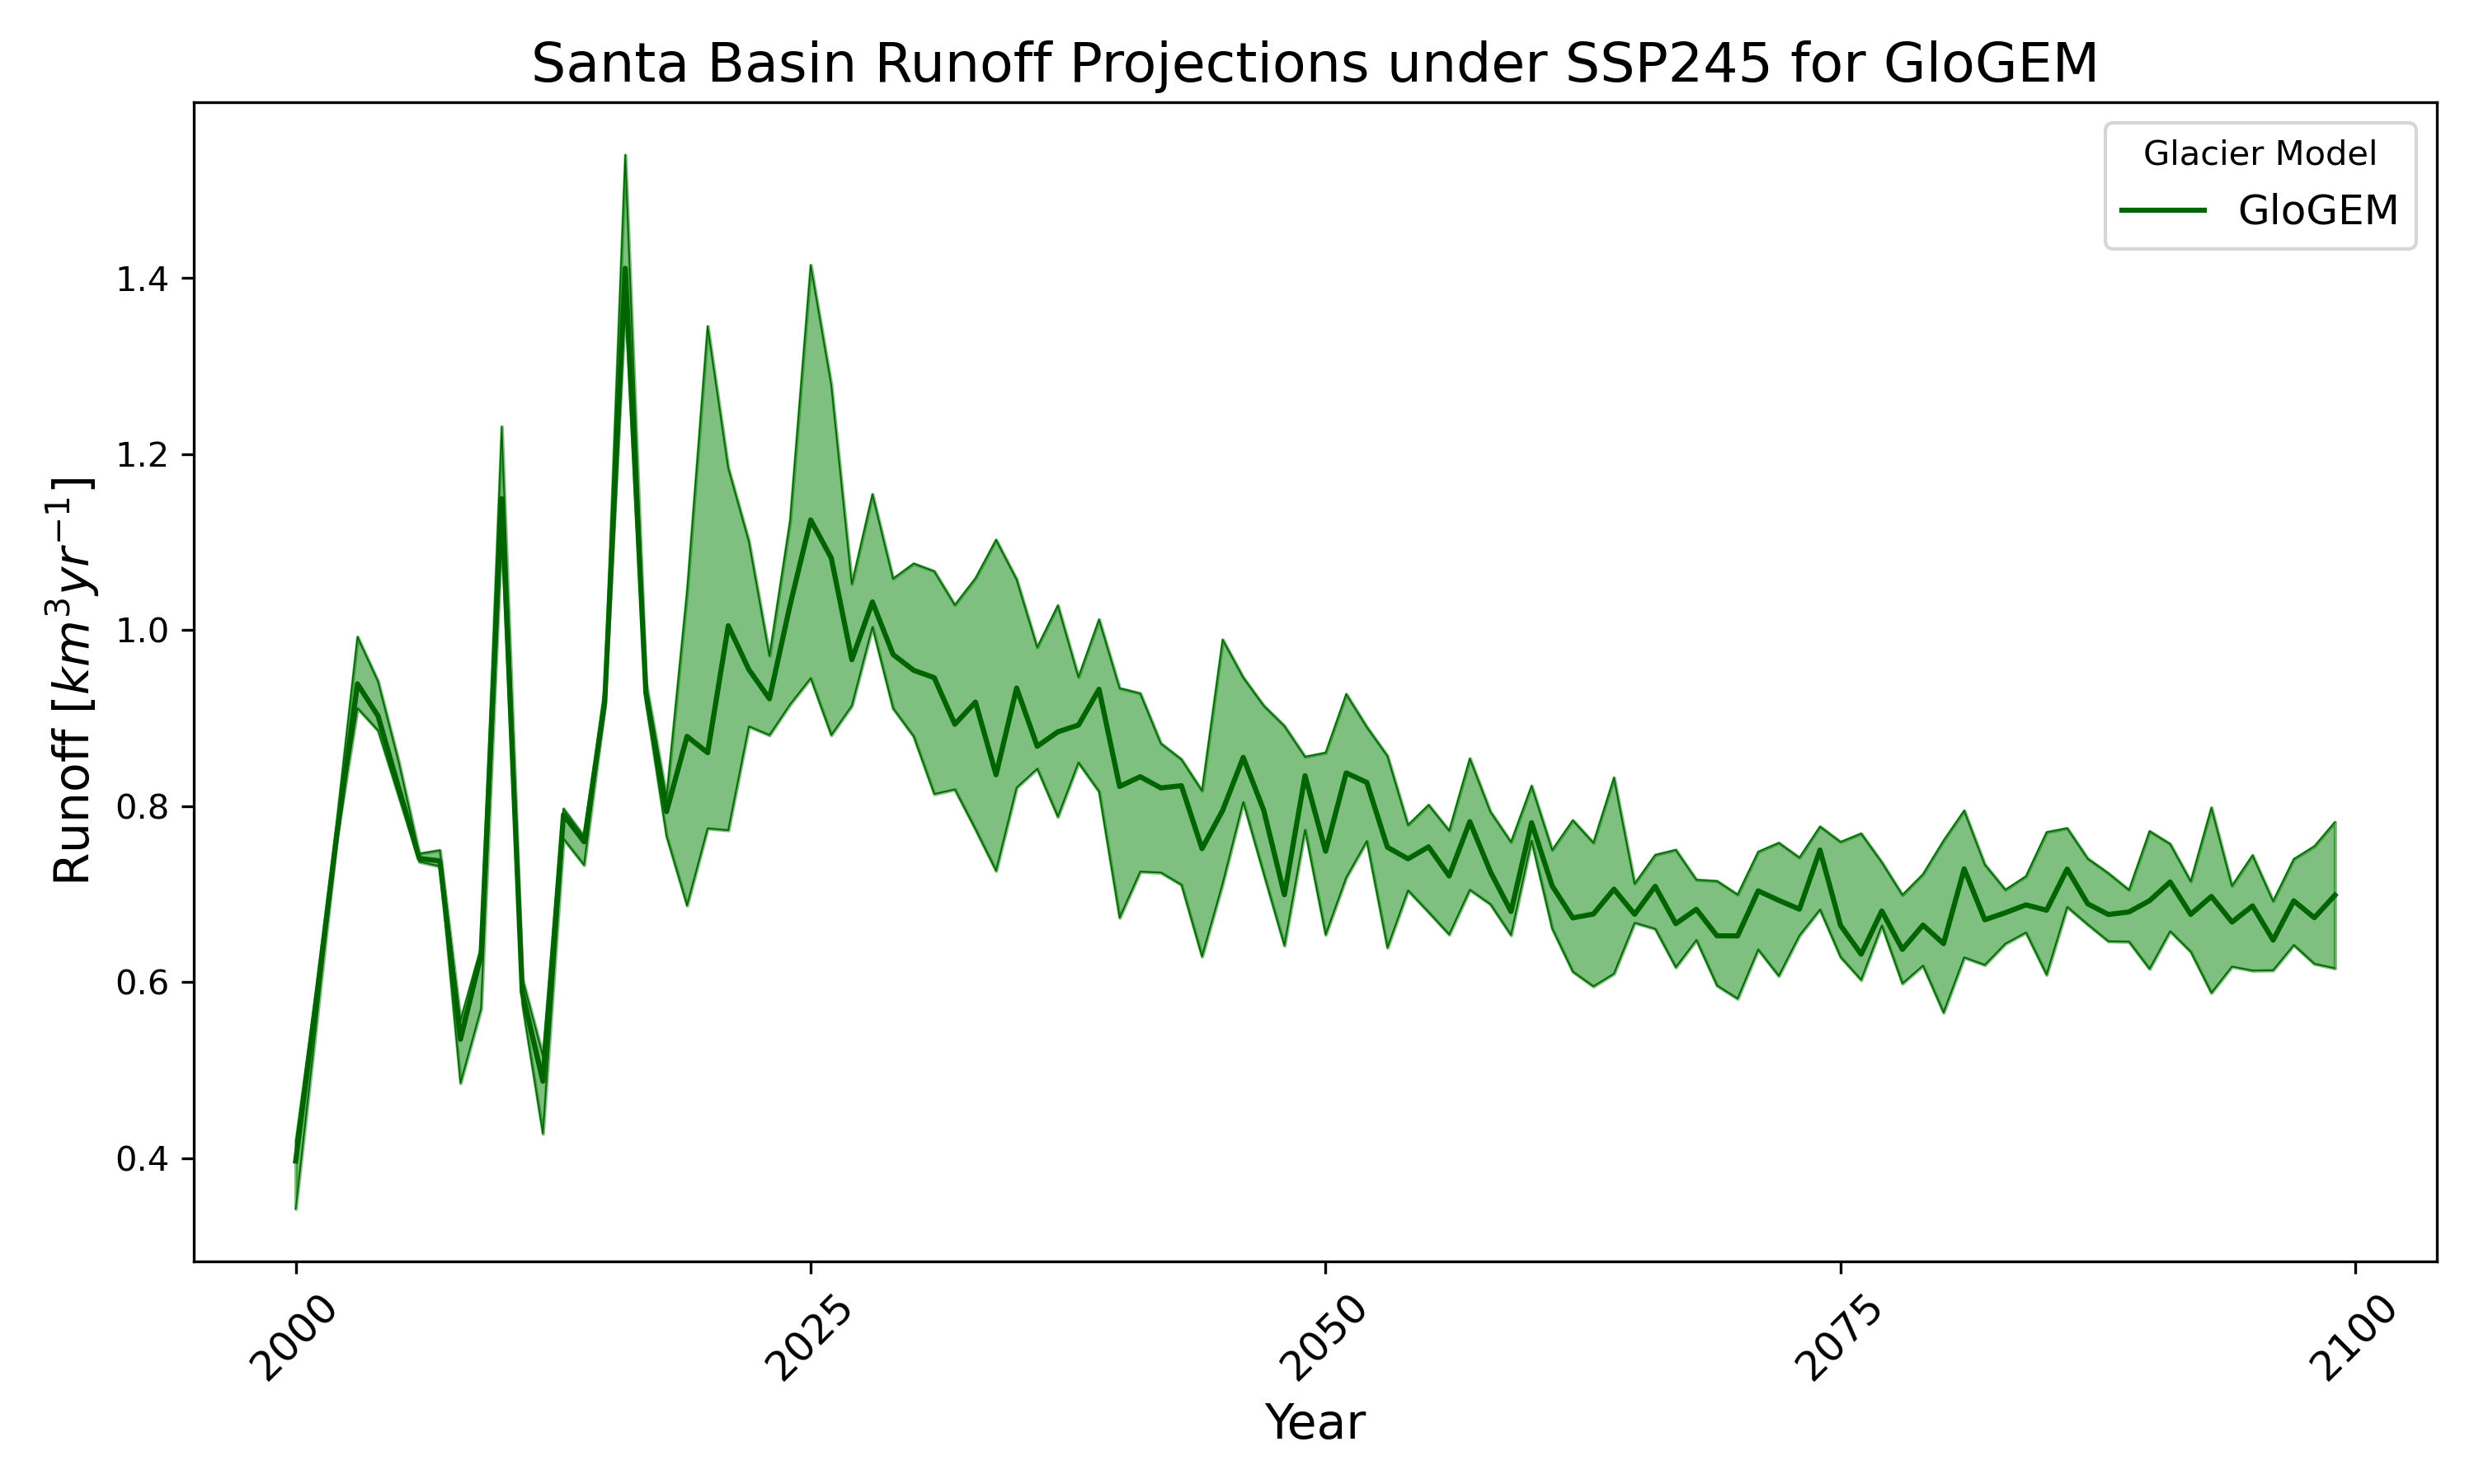 Santa Basin Runoff Projections under SSP245 for GloGEM
Glacier Model
GloGEM
Runoff [km³yr⁻¹]
1.4
1.2
1.0
0.8
0.6
0.4
2000
2025
2050
2075
2100
Year